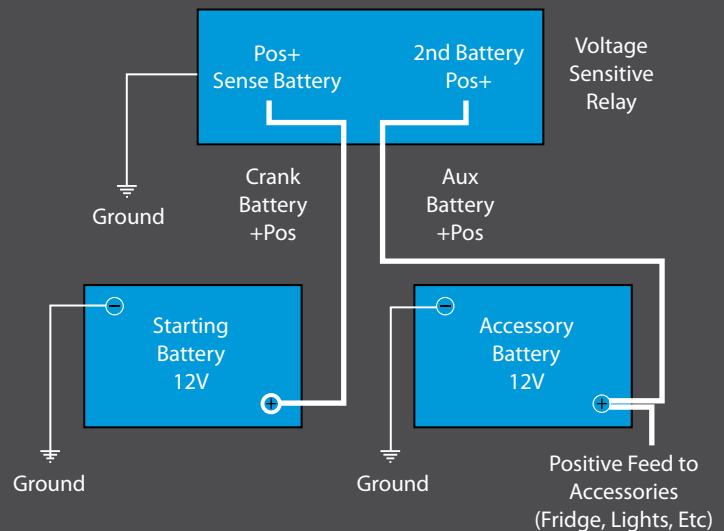 Pos+
Sense Battery
2nd Battery
Pos+
Voltage
Sensitive
Relay
Ground
Crank
Battery
+Pos
Aux
Battery
+Pos
Starting
Battery
12V
Accessory
Battery
12V
Ground
Ground
Positive Feed to
Accessories
(Fridge, Lights, Etc)